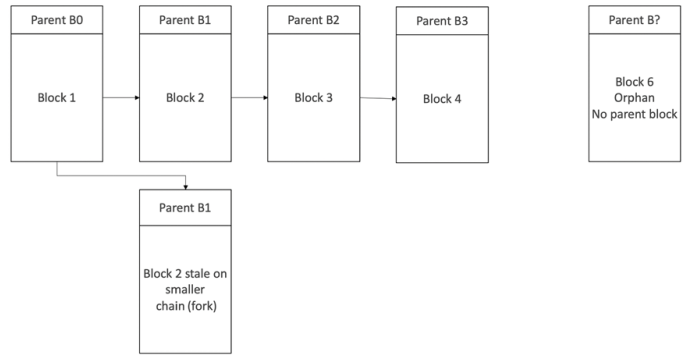 Parent B0
Parent B1
Parent B2
Parent B3
Parent B?
Block 1
Block 2
Block 3
Block 4
Block 6
Orphan
No parent block
Parent B1
Block 2 stale on
smaller
chain (fork)